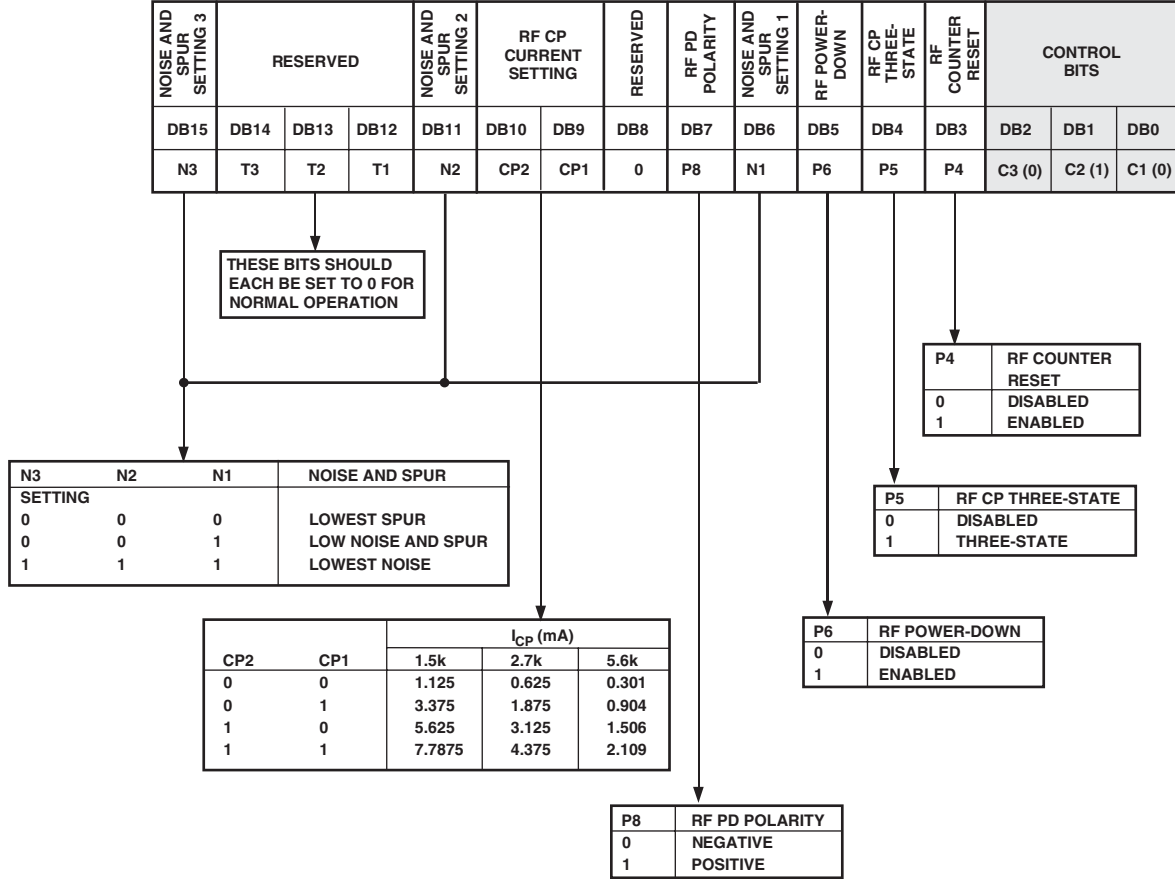 NOISE AND
SPUR
SETTING 3
RESERVED
NOISE AND
SPUR
SETTING 2
RF CP
CURRENT
SETTING
RESERVED
RF PD
POLARITY
NOISE AND
SPUR
SETTING 1
RF POWER-
DOWN
RF CP
THREE-
STATE
RF
COUNTER
RESET
CONTROL
BITS
DB15 DB14 DB13 DB12 DB11 DB10 DB9 DB8 DB7 DB6 DB5 DB4 DB3 DB2 DB1 DB0
N3 T3 T2 T1 N2 CP2 CP1 0 P8 N1 P6 P5 P4 C3 (0) C2 (1) C1 (0)
THESE BITS SHOULD
EACH BE SET TO 0 FOR
NORMAL OPERATION
P4 RF COUNTER
RESET
0 DISABLED
1 ENABLED
N3 N2 N1 NOISE AND SPUR
SETTING
0 0 0 LOWEST SPUR
0 0 1 LOW NOISE AND SPUR
1 1 1 LOWEST NOISE
P5 RF CP THREE-STATE
0 DISABLED
1 THREE-STATE
ICP (mA)
CP2 CP1 1.5k 2.7k 5.6k
0 0 1.125 0.625 0.301
0 1 3.375 1.875 0.904
1 0 5.625 3.125 1.506
1 1 7.7875 4.375 2.109
P6 RF POWER-DOWN
0 DISABLED
1 ENABLED
P8 RF PD POLARITY
0 NEGATIVE
1 POSITIVE